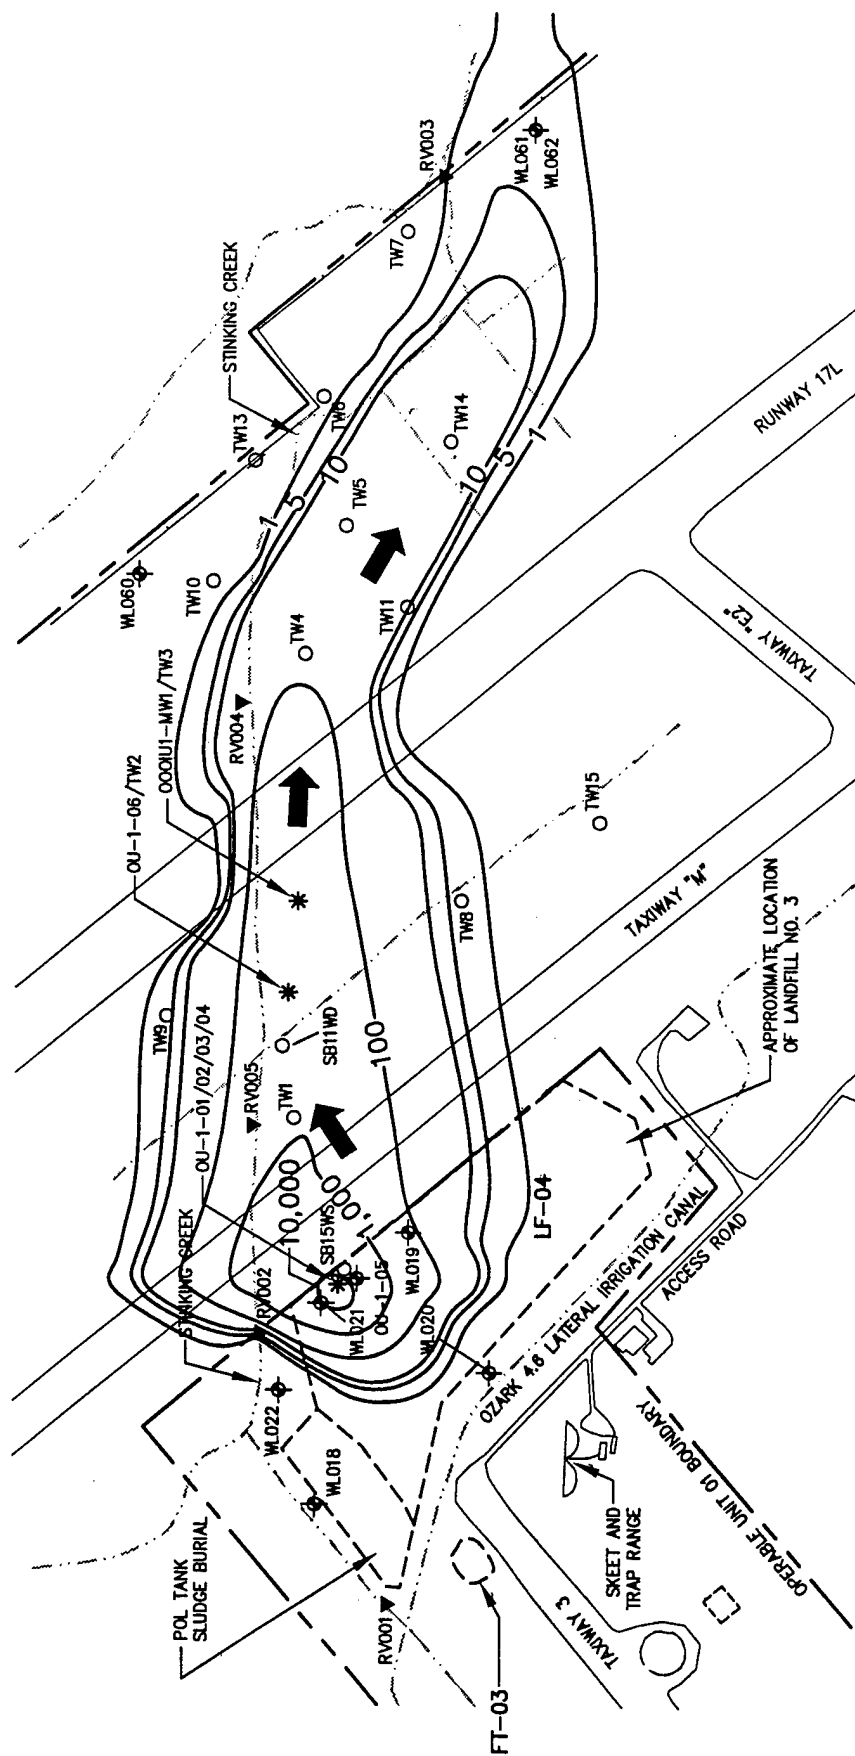 POL TANK
SLUDGE BURIAL
STINKING GREEK
OU-1-01/02/03/04
OU-1-06/TW2
OOOIU1-MW1/TW3
WL060
TW10
TW13
STINKING CREEK
TW6
TW7
RV003
WL061
WL062
TW9
RV005
RV004
RV002
WL022
WL018
RV001
10,000
1,000
100
SB15WS
WL021
OU-1-05
WL019
WL020
TW1
SB11WD
TW4
TW5
TW11
TW14
TW8
TW15
1
5
10
10
5
1
LF-04
FT-03
OZARK 4.6 LATERAL IRRIGATION CANAL
ACCESS ROAD
APPROXIMATE LOCATION
OF LANDFILL NO. 3
TAXIWAY "M"
TAXIWAY "E2"
RUNWAY 17L
SKEET AND
TRAP RANGE
TAXIWAY 3
OPERABLE UNIT 01 BOUNDARY